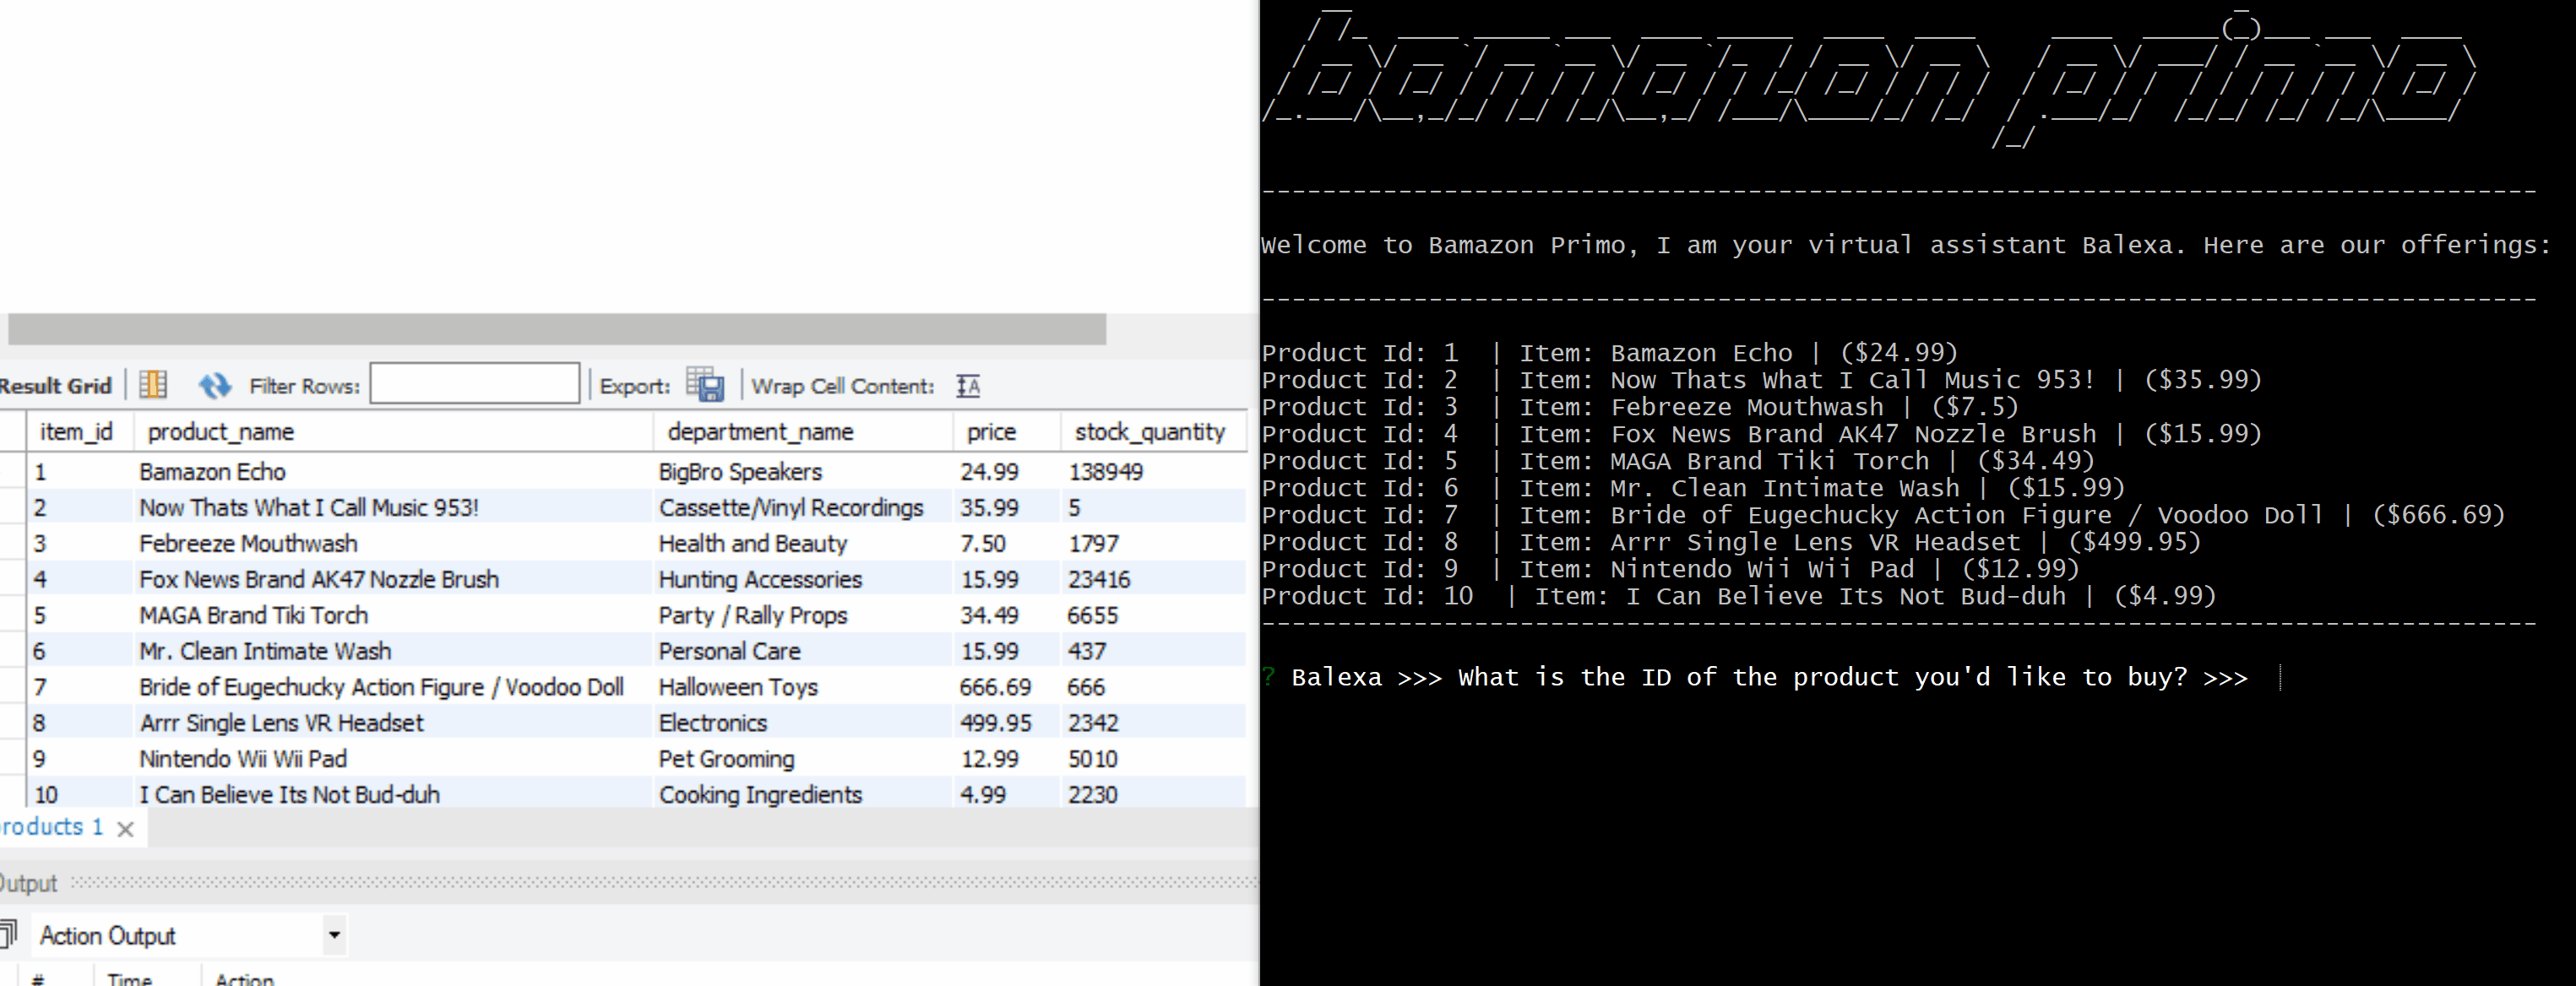 Result Grid Filter Rows: Export: Wrap Cell Content:
item_id product_name department_name price stock_quantity
1 Bamazon Echo BigBro Speakers 24.99 138949
2 Now Thats What I Call Music 953! Cassette/Vinyl Recordings 35.99 5
3 Febreeze Mouthwash Health and Beauty 7.50 1797
4 Fox News Brand AK47 Nozzle Brush Hunting Accessories 15.99 23416
5 MAGA Brand Tiki Torch Party / Rally Props 34.49 6655
6 Mr. Clean Intimate Wash Personal Care 15.99 437
7 Bride of Eugechucky Action Figure / Voodoo Doll Halloween Toys 666.69 666
8 Arrr Single Lens VR Headset Electronics 499.95 2342
9 Nintendo Wii Wii Pad Pet Grooming 12.99 5010
10 I Can Believe Its Not Bud-duh Cooking Ingredients 4.99 2230
roducts 1
Output
Action Output
# Time Action
bamazon primo
Welcome to Bamazon Primo, I am your virtual assistant Balexa. Here are our offerings:
Product Id: 1 | Item: Bamazon Echo | ($24.99)
Product Id: 2 | Item: Now Thats What I Call Music 953! | ($35.99)
Product Id: 3 | Item: Febreeze Mouthwash | ($7.5)
Product Id: 4 | Item: Fox News Brand AK47 Nozzle Brush | ($15.99)
Product Id: 5 | Item: MAGA Brand Tiki Torch | ($34.49)
Product Id: 6 | Item: Mr. Clean Intimate Wash | ($15.99)
Product Id: 7 | Item: Bride of Eugechucky Action Figure / Voodoo Doll | ($666.69)
Product Id: 8 | Item: Arrr Single Lens VR Headset | ($499.95)
Product Id: 9 | Item: Nintendo Wii Wii Pad | ($12.99)
Product Id: 10 | Item: I Can Believe Its Not Bud-duh | ($4.99)
? Balexa >>> What is the ID of the product you'd like to buy? >>>